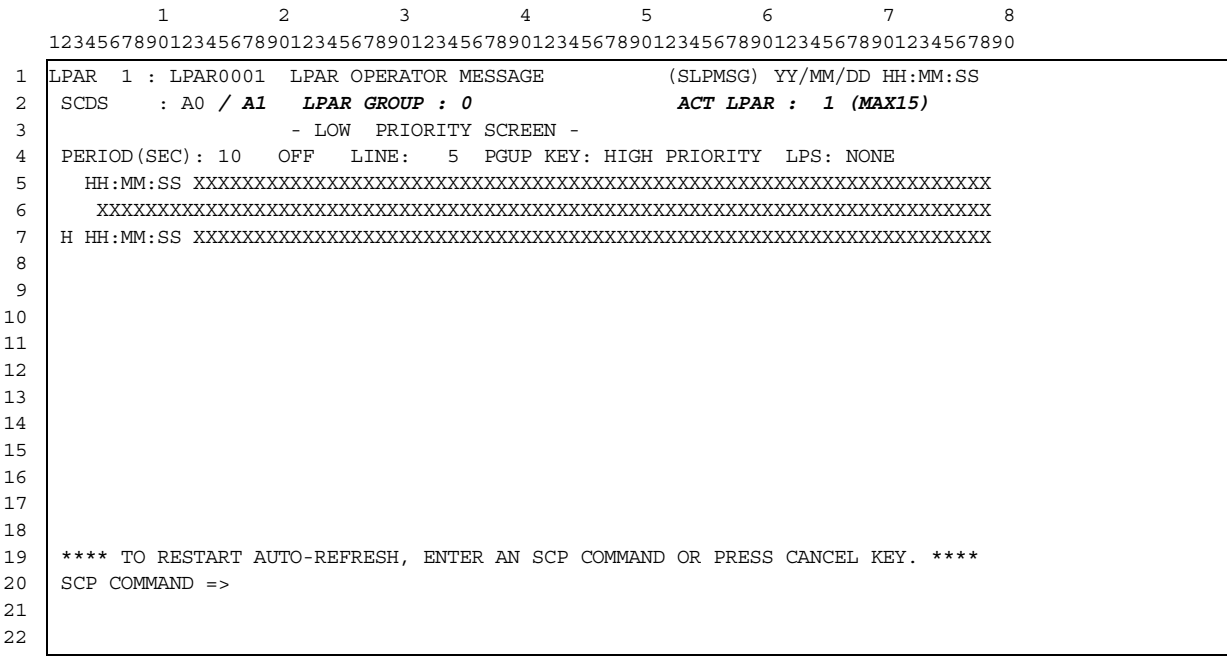 1 2 3 4 5 6 7 8
12345678901234567890123456789012345678901234567890123456789012345678901234567890
1 LPAR 1 : LPAR0001 LPAR OPERATOR MESSAGE (SLPMSG) YY/MM/DD HH:MM:SS
2 SCDS : A0 / A1 LPAR GROUP : 0 ACT LPAR : 1 (MAX15)
3 - LOW PRIORITY SCREEN -
4 PERIOD(SEC): 10 OFF LINE: 5 PGUP KEY: HIGH PRIORITY LPS: NONE
5 HH:MM:SS XXXXXXXXXXXXXXXXXXXXXXXXXXXXXXXXXXXXXXXXXXXXXXXXXXXXXXXXXXXXXXXXXX
6 XXXXXXXXXXXXXXXXXXXXXXXXXXXXXXXXXXXXXXXXXXXXXXXXXXXXXXXXXXXXXXXXXXXXXXXXXX
7 H HH:MM:SS XXXXXXXXXXXXXXXXXXXXXXXXXXXXXXXXXXXXXXXXXXXXXXXXXXXXXXXXXXXXXXXXXX
8
9
10
11
12
13
14
15
16
17
18
19 **** TO RESTART AUTO-REFRESH, ENTER AN SCP COMMAND OR PRESS CANCEL KEY. ****
20 SCP COMMAND =>
21
22